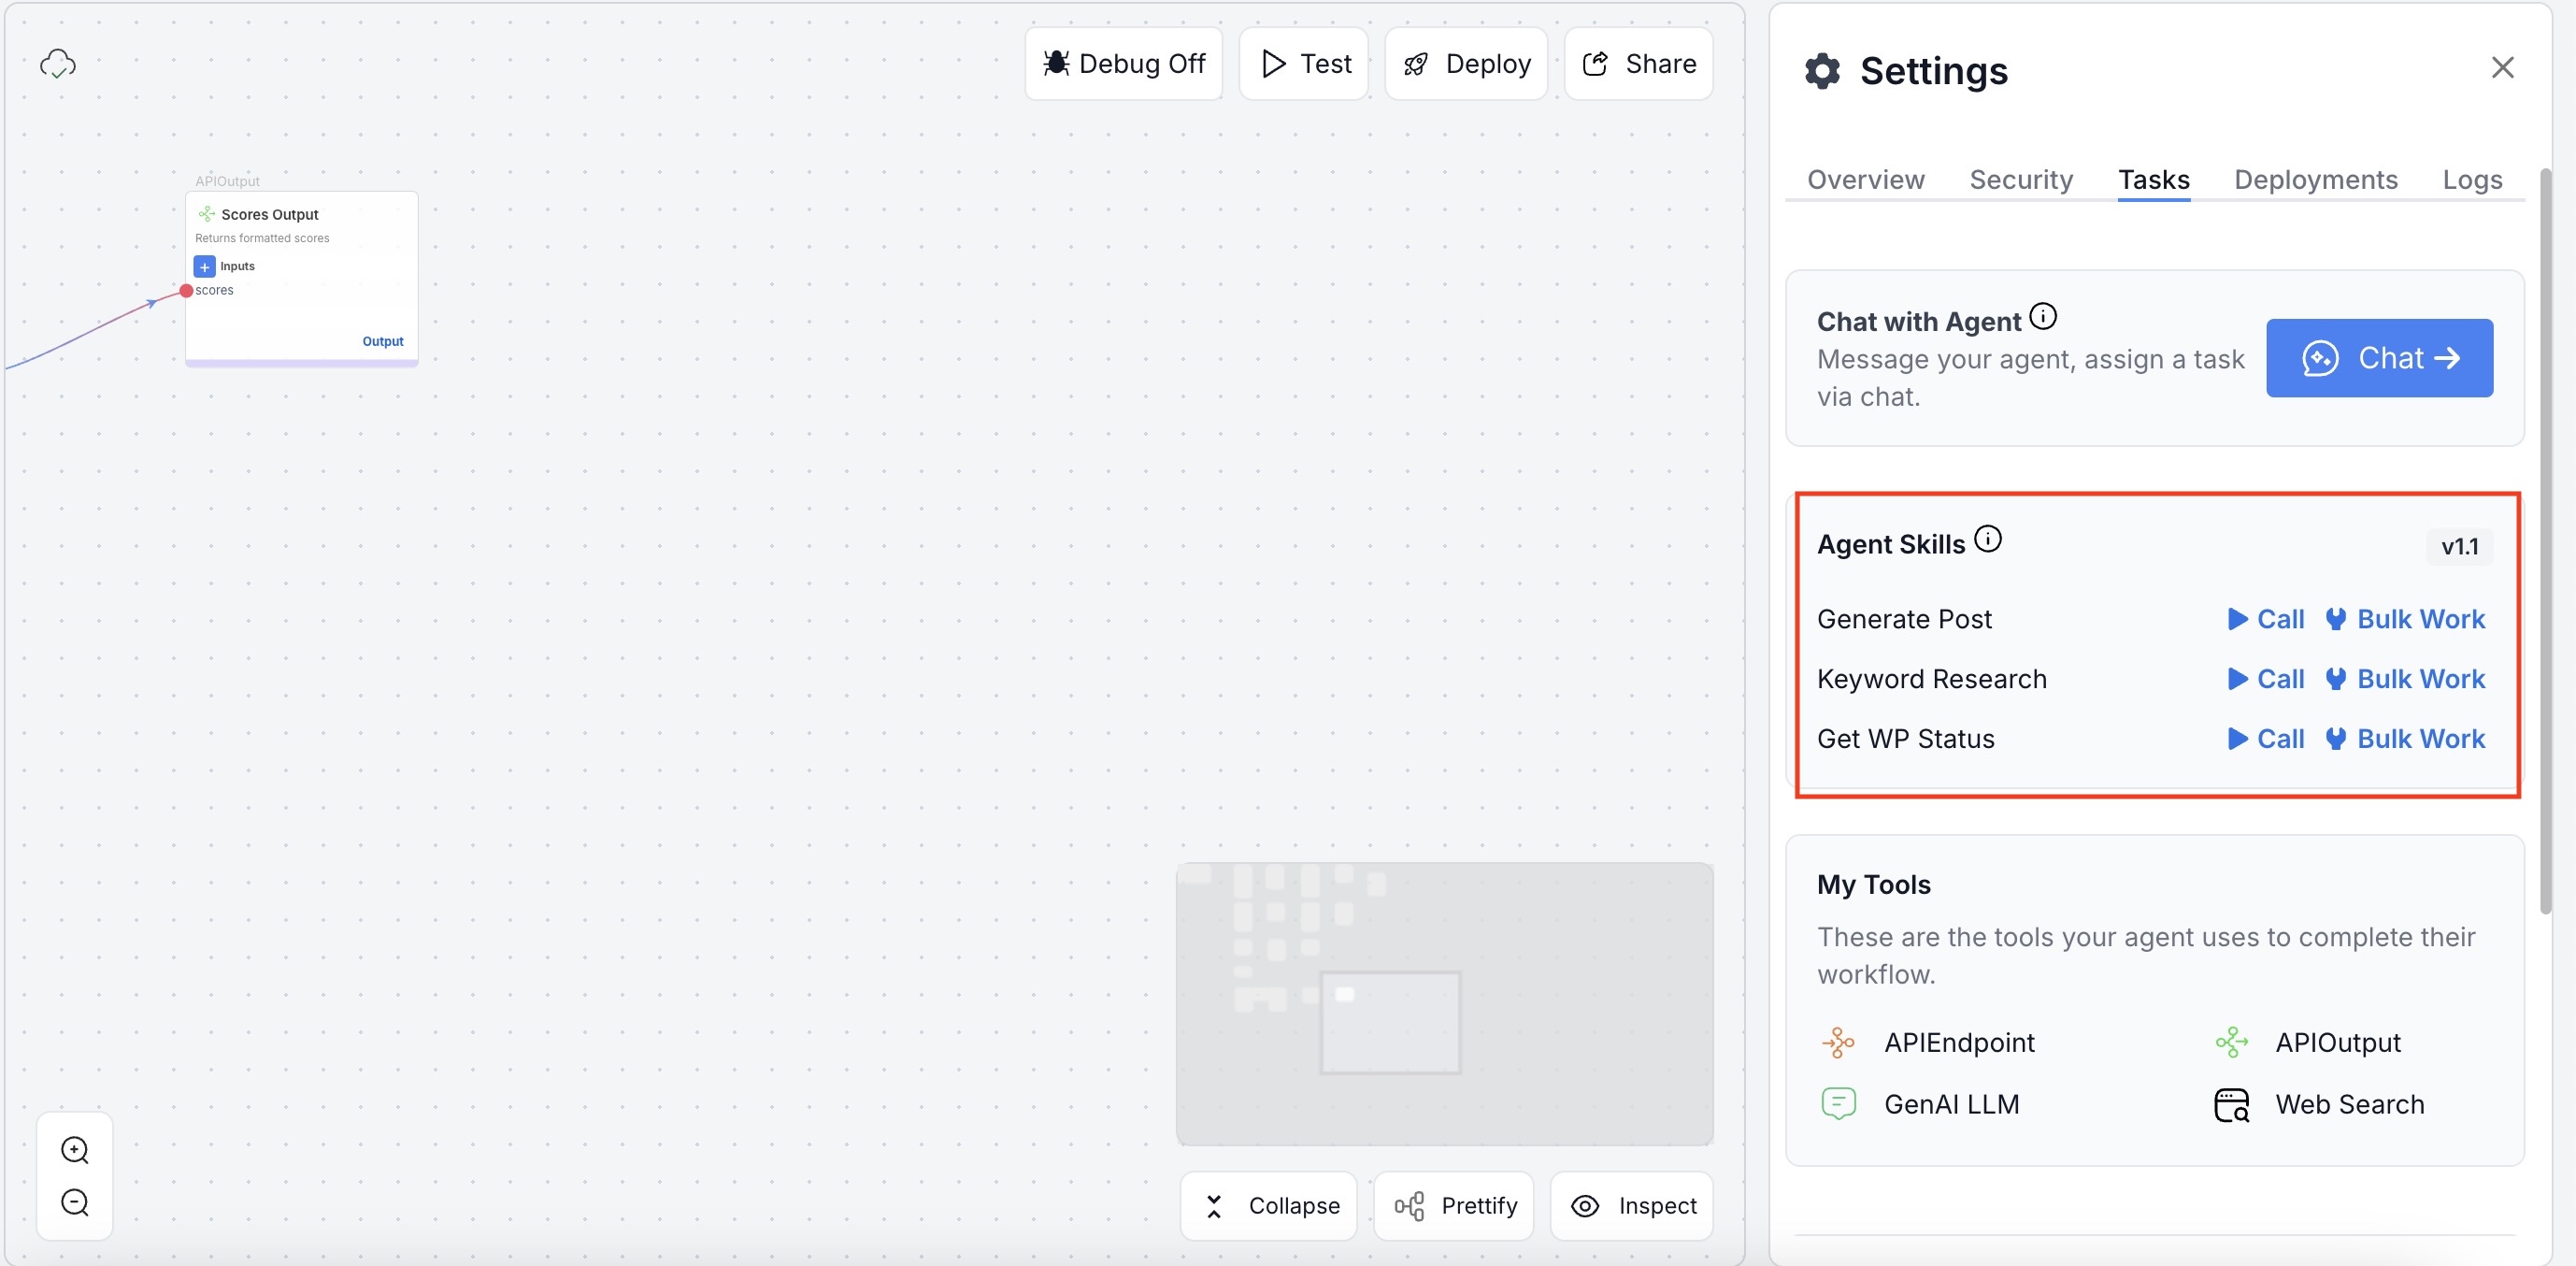 Debug Off
Test
Deploy
Share
APIOutput
Scores Output
Returns formatted scores
Inputs
scores
Output
Collapse
Prettify
Inspect
Settings
Overview Security Tasks Deployments Logs
Chat with Agent
Message your agent, assign a task
via chat.
Chat
Agent Skills
v1.1
Generate Post Call Bulk Work
Keyword Research Call Bulk Work
Get WP Status Call Bulk Work
My Tools
These are the tools your agent uses to complete their
workflow.
APIEndpoint APIOutput
GenAI LLM Web Search